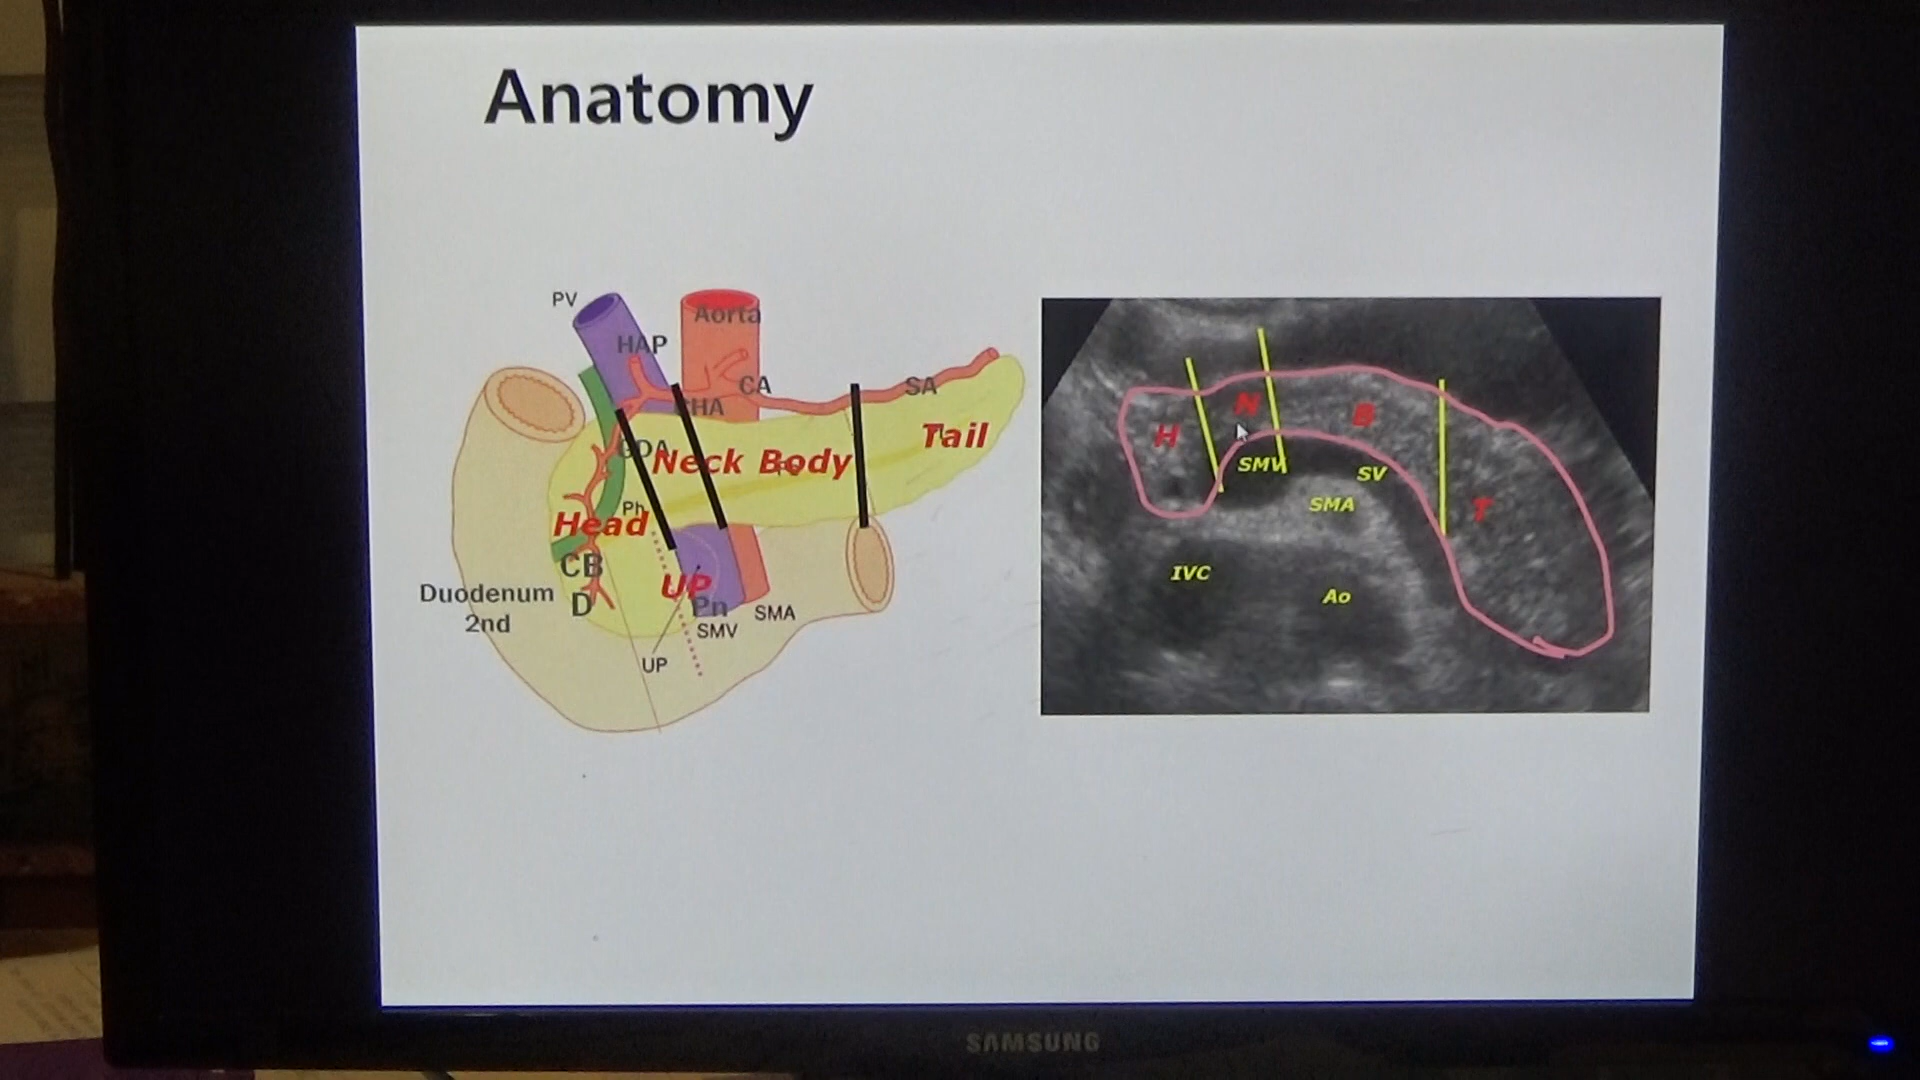 Anatomy
PV
Aorta
HAP
CA
SA
HA
GDA
Neck Body
Tail
Ph
Head
CB
D
UP
Pn
Duodenum
2nd
SMA
SMV
UP
N
B
H
SMV
SV
SMA
T
IVC
Ao
SAMSUNG